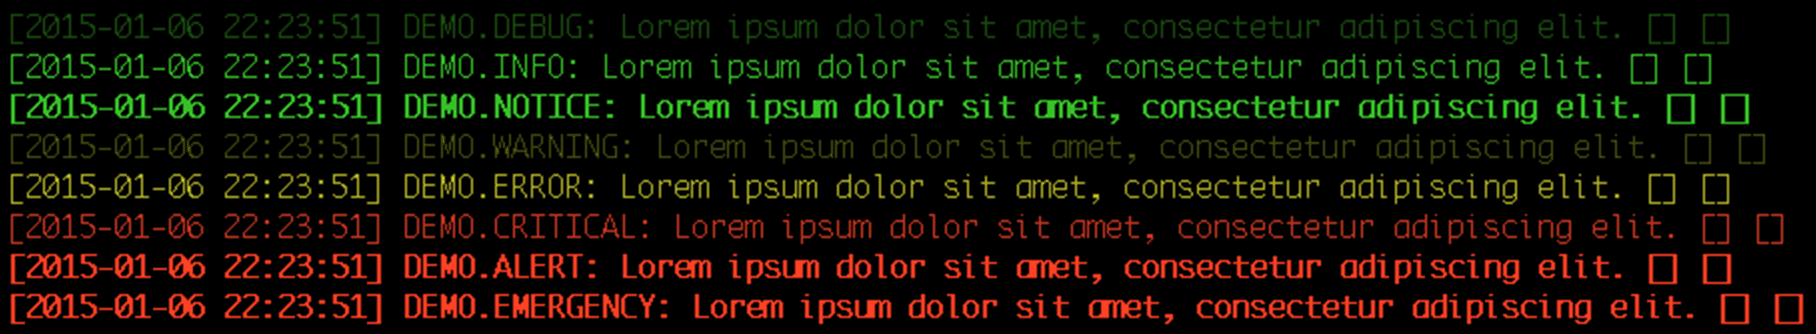 [2015-01-06 22:23:51] DEMO.DEBUG: Lorem ipsum dolor sit amet, consectetur adipiscing elit. [] []
[2015-01-06 22:23:51] DEMO.INFO: Lorem ipsum dolor sit amet, consectetur adipiscing elit. [] []
[2015-01-06 22:23:51] DEMO.NOTICE: Lorem ipsum dolor sit amet, consectetur adipiscing elit. [] []
[2015-01-06 22:23:51] DEMO.WARNING: Lorem ipsum dolor sit amet, consectetur adipiscing elit. [] []
[2015-01-06 22:23:51] DEMO.ERROR: Lorem ipsum dolor sit amet, consectetur adipiscing elit. [] []
[2015-01-06 22:23:51] DEMO.CRITICAL: Lorem ipsum dolor sit amet, consectetur adipiscing elit. [] []
[2015-01-06 22:23:51] DEMO.ALERT: Lorem ipsum dolor sit amet, consectetur adipiscing elit. [] []
[2015-01-06 22:23:51] DEMO.EMERGENCY: Lorem ipsum dolor sit amet, consectetur adipiscing elit. [] []